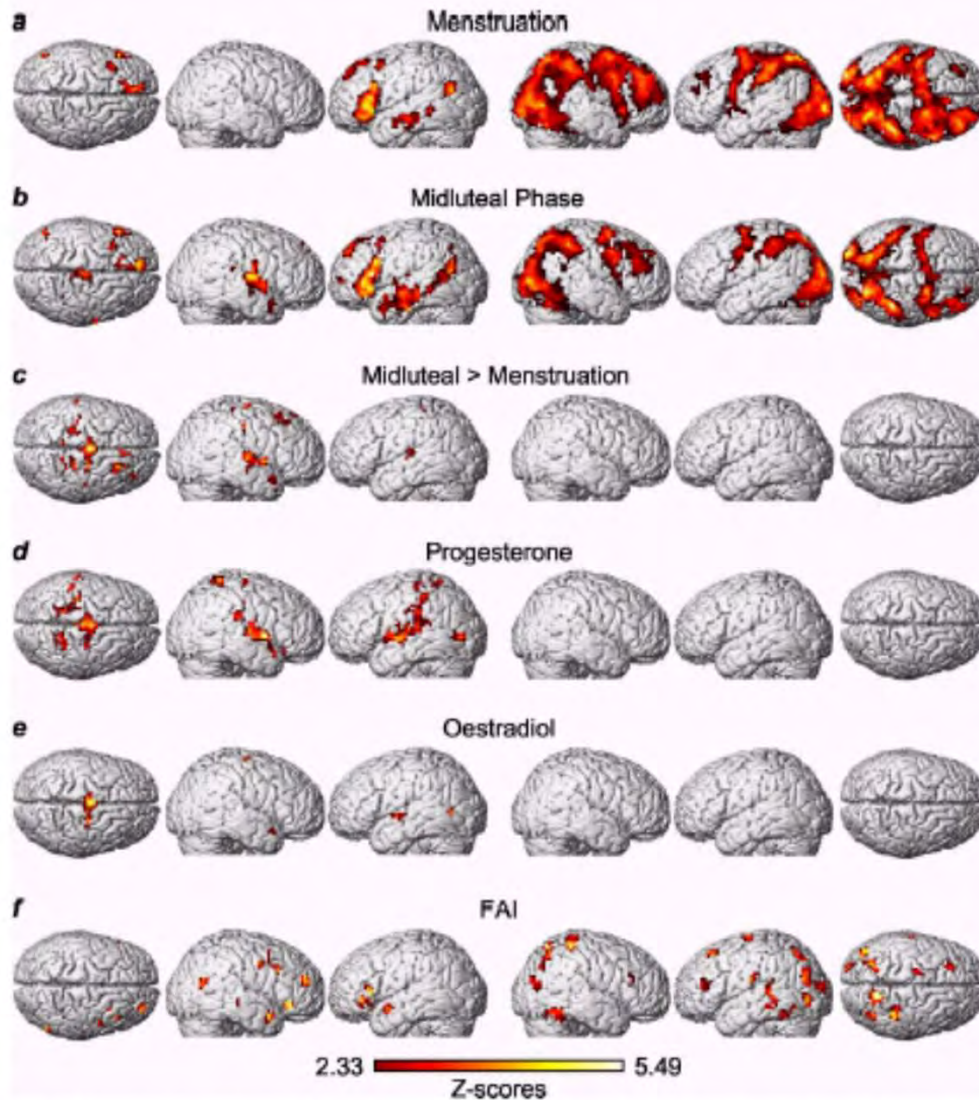 a
Menstruation
b
Midluteal Phase
c
Midluteal > Menstruation
d
Progesterone
e
Oestradiol
f
FAI
2.33 5.49
Z-scores